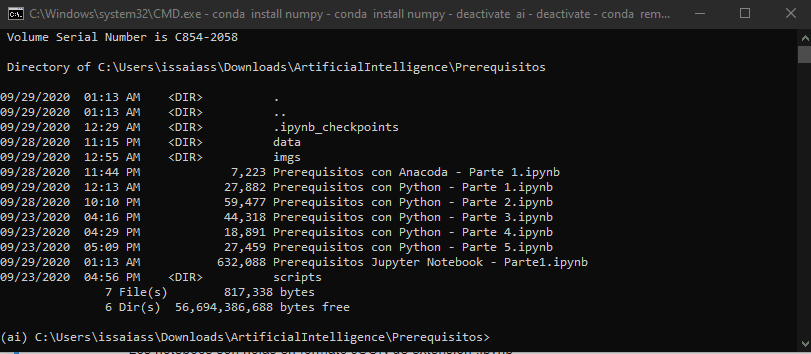 C:\Windows\system32\CMD.exe - conda install numpy - conda install numpy - deactivate ai - deactivate - conda rem...
Volume Serial Number is C854-2058
Directory of C:\Users\issaiass\Downloads\ArtificialIntelligence\Prerequisitos
09/29/2020  01:13 AM    <DIR>          .
09/29/2020  01:13 AM    <DIR>          ..
09/29/2020  12:29 AM    <DIR>          .ipynb_checkpoints
09/28/2020  11:15 PM    <DIR>          data
09/29/2020  12:55 AM    <DIR>          imgs
09/28/2020  11:44 PM             7,223 Prerequisitos con Anacoda - Parte 1.ipynb
09/29/2020  12:13 AM            27,882 Prerequisitos con Python - Parte 1.ipynb
09/28/2020  10:10 PM            59,477 Prerequisitos con Python - Parte 2.ipynb
09/23/2020  04:16 PM            44,318 Prerequisitos con Python - Parte 3.ipynb
09/23/2020  04:29 PM            18,891 Prerequisitos con Python - Parte 4.ipynb
09/23/2020  05:09 PM            27,459 Prerequisitos con Python - Parte 5.ipynb
09/29/2020  01:13 AM           632,088 Prerequisitos Jupyter Notebook - Parte1.ipynb
09/23/2020  04:56 PM    <DIR>          scripts
7 File(s)        817,338 bytes
6 Dir(s)  56,694,386,688 bytes free
(ai) C:\Users\issaiass\Downloads\ArtificialIntelligence\Prerequisitos>